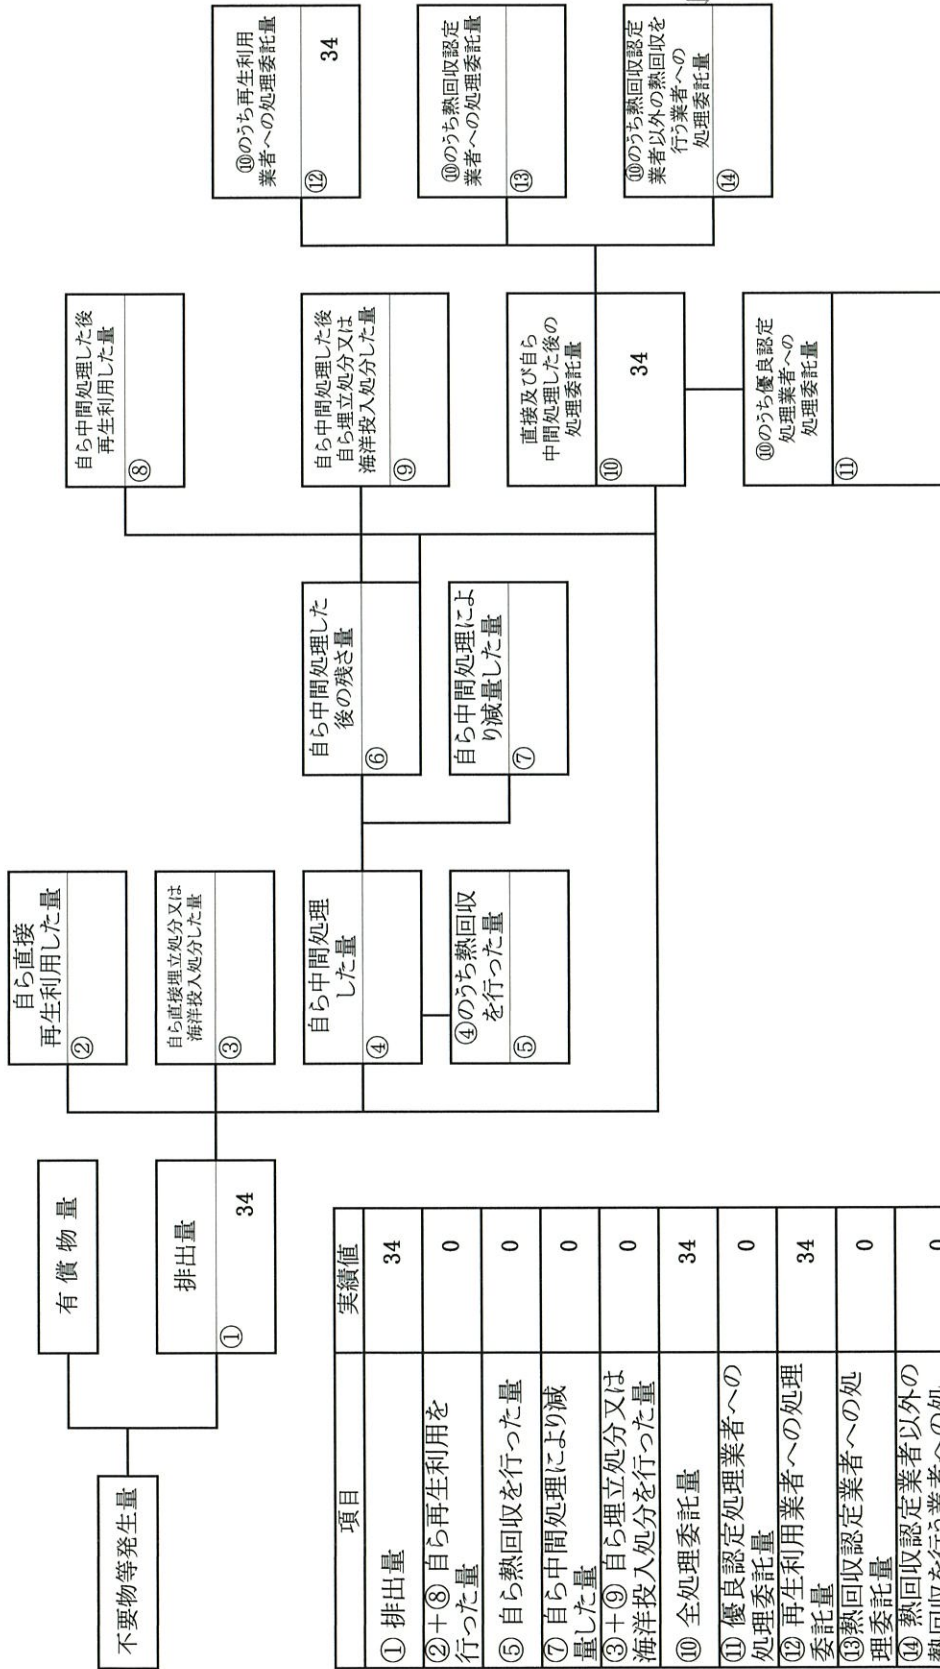 不要物等発生量
有 償 物 量
排出量
①
34
自ら直接
再生利用した量
②
自ら直接埋立処分又は
海洋投入処分した量
③
自ら中間処理
した量
④
④のうち熱回収
を行った量
⑤
自ら中間処理した
後の残さ量
⑥
自ら中間処理によ
り減量した量
⑦
自ら中間処理した後
再生利用した量
⑧
自ら中間処理した後
自ら埋立処分又は
海洋投入処分した量
⑨
直接及び自ら
中間処理した後の
処理委託量
⑩
34
⑩のうち優良認定
処理業者への
処理委託量
⑪
⑩のうち再生利用
業者への処理委託量
⑫
34
⑩のうち熱回収認定
業者への処理委託量
⑬
⑩のうち熱回収認定
業者以外の熱回収を
行う業者への
処理委託量
⑭
項目 実績値
① 排出量 34
②+⑧ 自ら再生利用を
行った量 0
⑤ 自ら熱回収を行った量 0
⑦ 自ら中間処理により減
量した量 0
③+⑨ 自ら埋立処分又は
海洋投入処分を行った量 0
⑩ 全処理委託量 34
⑪ 優良認定処理業者への
処理委託量 0
⑫ 再生利用業者への処理
委託量 34
⑬熱回収認定業者への処
理委託量 0
⑭ 熱回収認定業者以外の
熱回収を行う業者への処 0